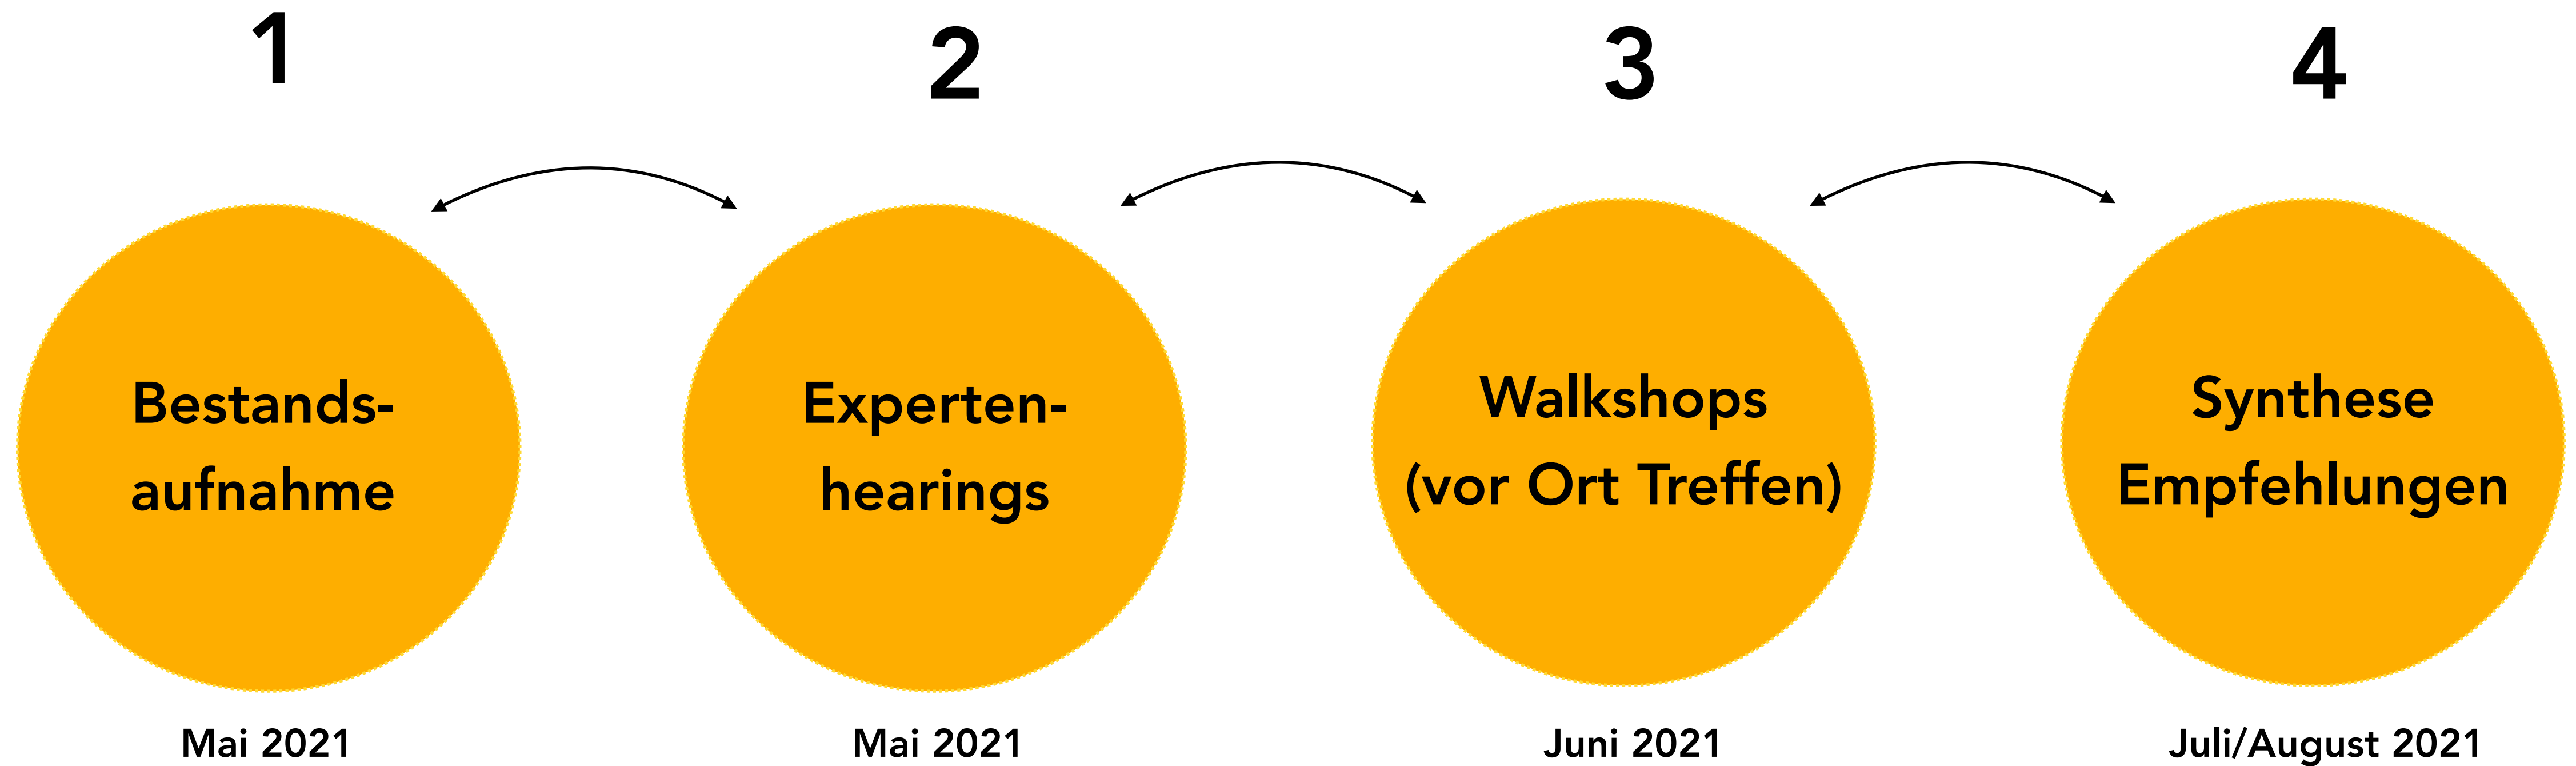 1
Bestands-
aufnahme
Mai 2021
2
Experten-
hearings
Mai 2021
3
Walkshops
(vor Ort Treffen)
Juni 2021
4
Synthese
Empfehlungen
Juli/August 2021